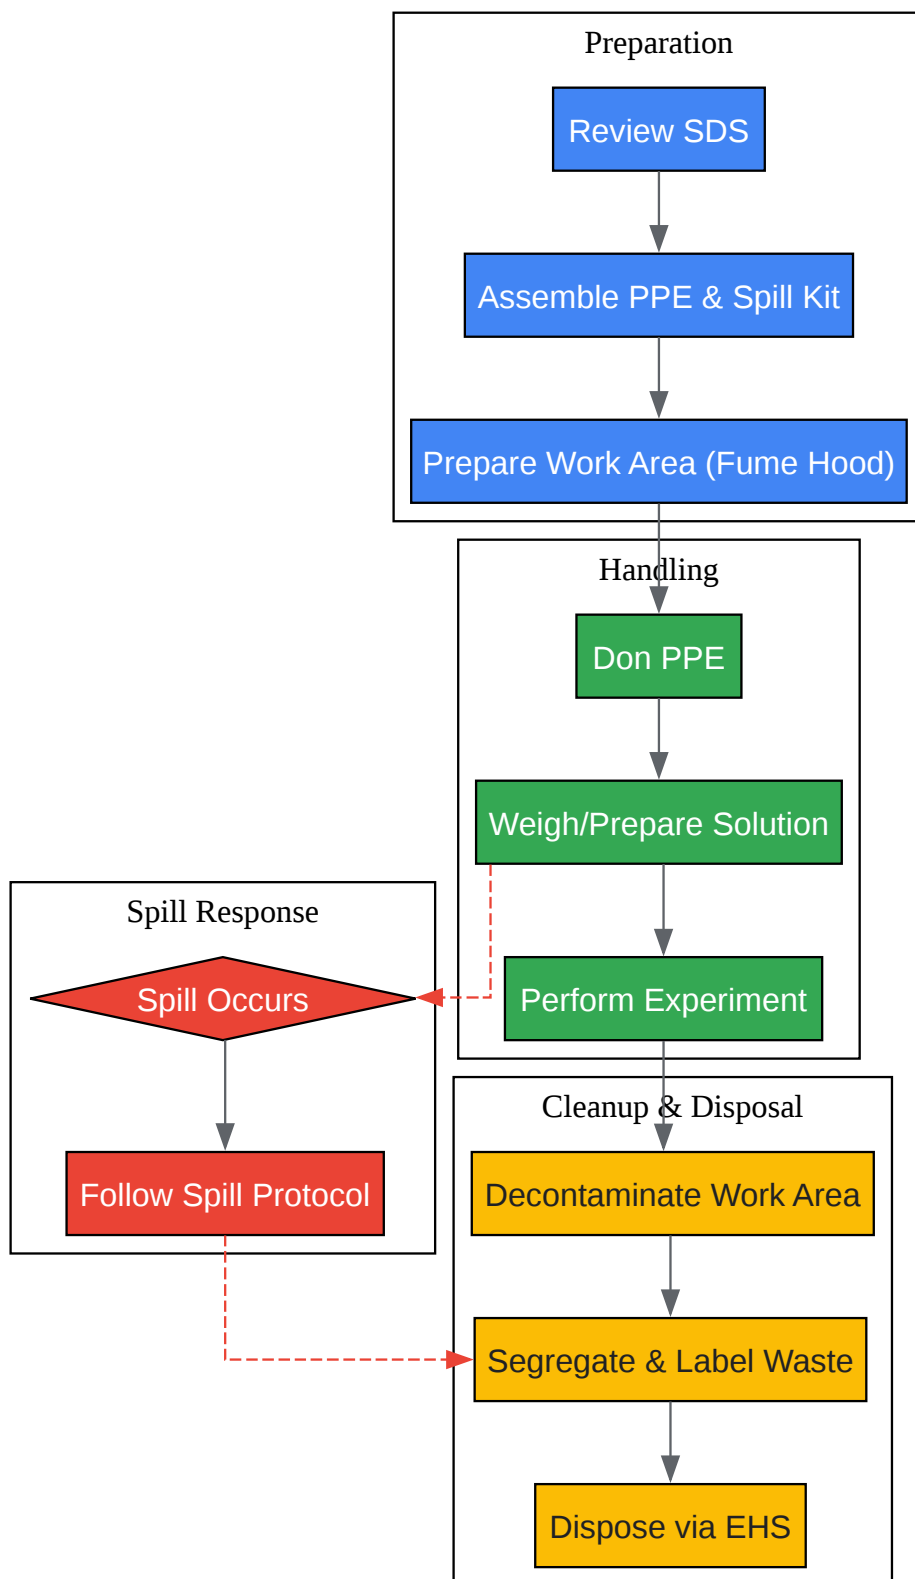 Preparation
Review SDS
Assemble PPE & Spill Kit
Prepare Work Area (Fume Hood)
Handling
Don PPE
Weigh/Prepare Solution
Perform Experiment
Spill Response
Spill Occurs
Follow Spill Protocol
Cleanup & Disposal
Decontaminate Work Area
Segregate & Label Waste
Dispose via EHS